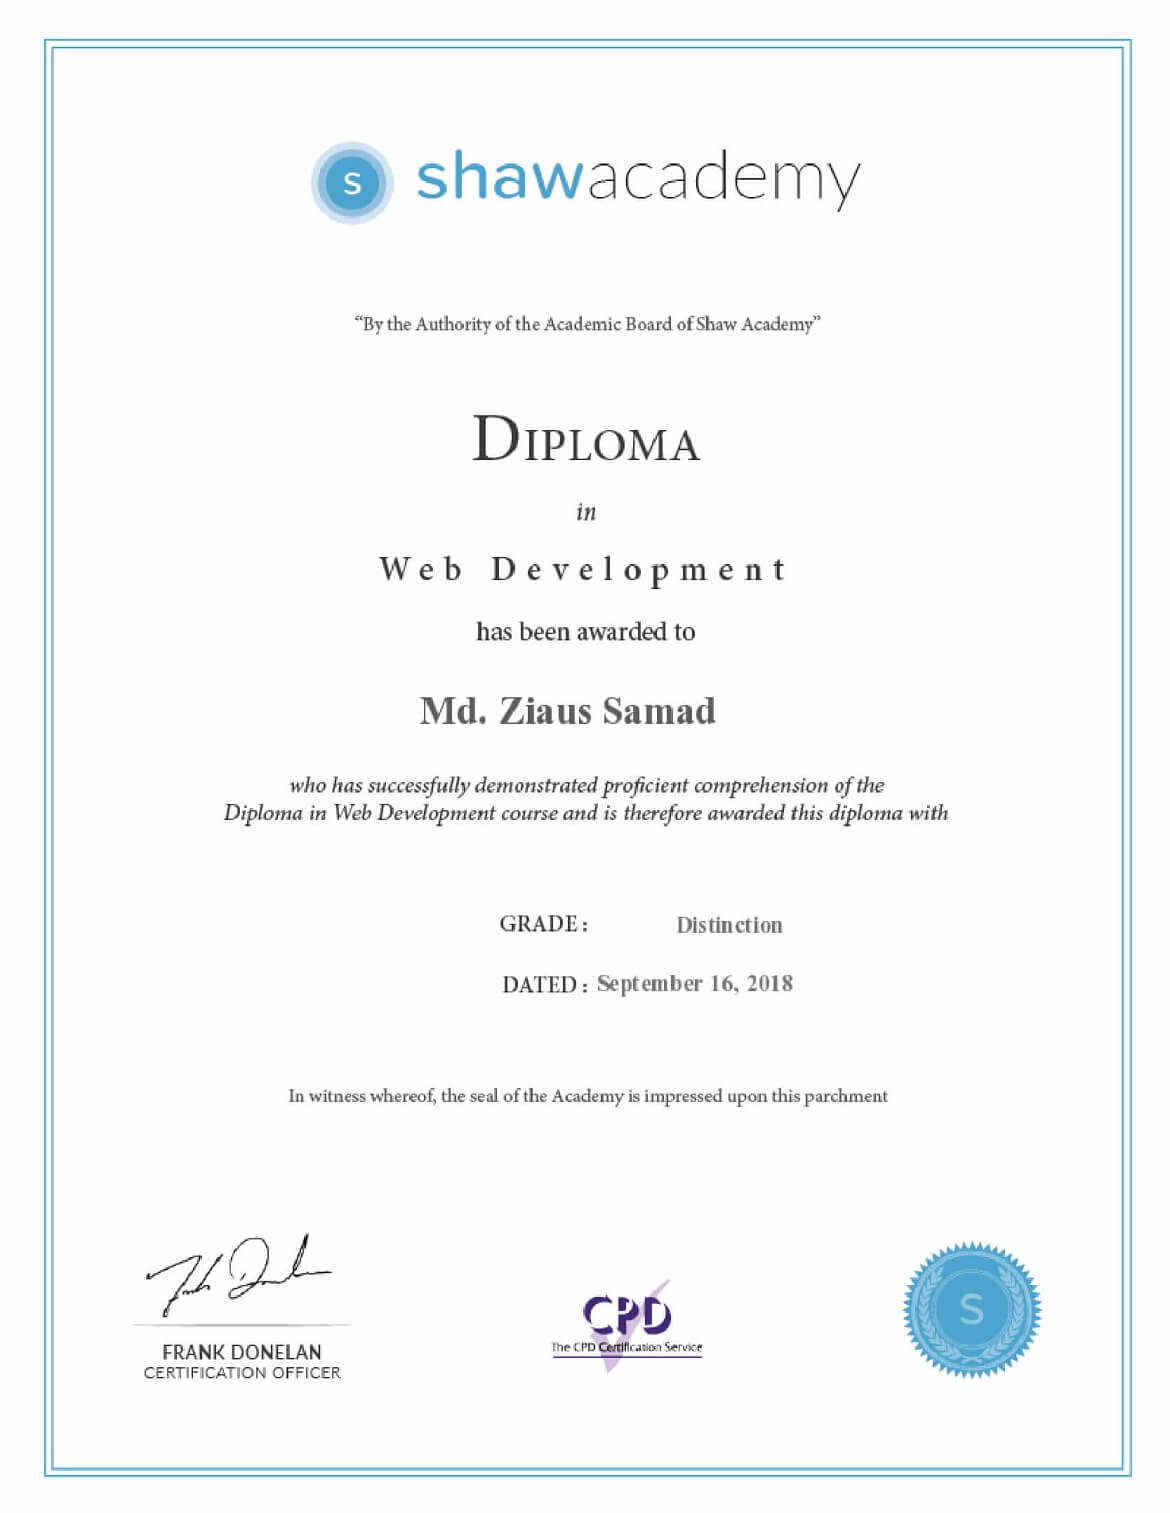 s shawacademy
“By the Authority of the Academic Board of Shaw Academy”
DIPLOMA
in
Web Development
has been awarded to
Md. Ziaus Samad
who has successfully demonstrated proficient comprehension of the
Diploma in Web Development course and is therefore awarded this diploma with
GRADE: Distinction
DATED: September 16, 2018
In witness whereof, the seal of the Academy is impressed upon this parchment
FRANK DONELAN
CERTIFICATION OFFICER
CPD
The CPD Certification Service
S